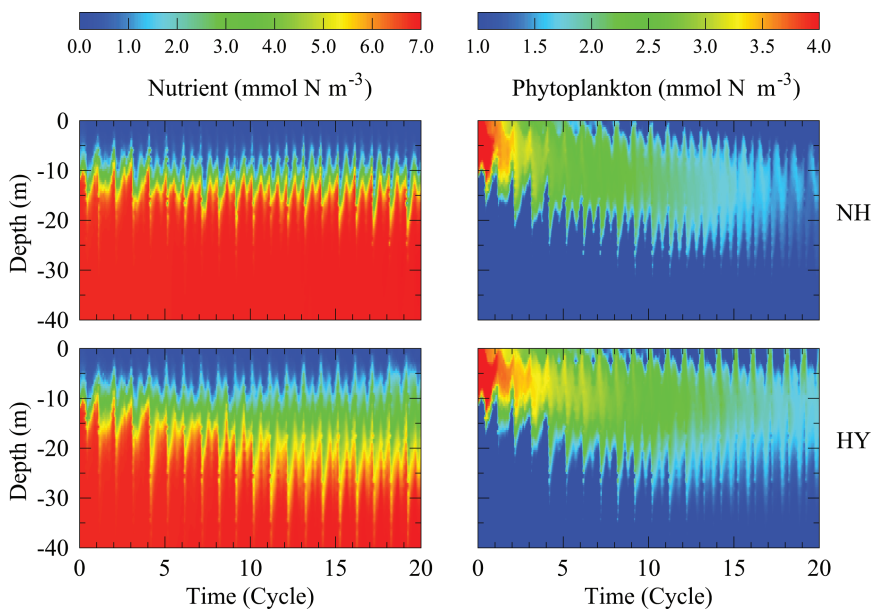 0.0 1.0 2.0 3.0 4.0 5.0 6.0 7.0
1.0 1.5 2.0 2.5 3.0 3.5 4.0
Nutrient (mmol N m⁻³)
Phytoplankton (mmol N m⁻³)
0
-10
-20
-30
-40
Depth (m)
0
-10
-20
-30
-40
0 5 10 15 20
Time (Cycle)
Depth (m)
0 5 10 15 20
Time (Cycle)
NH
HY